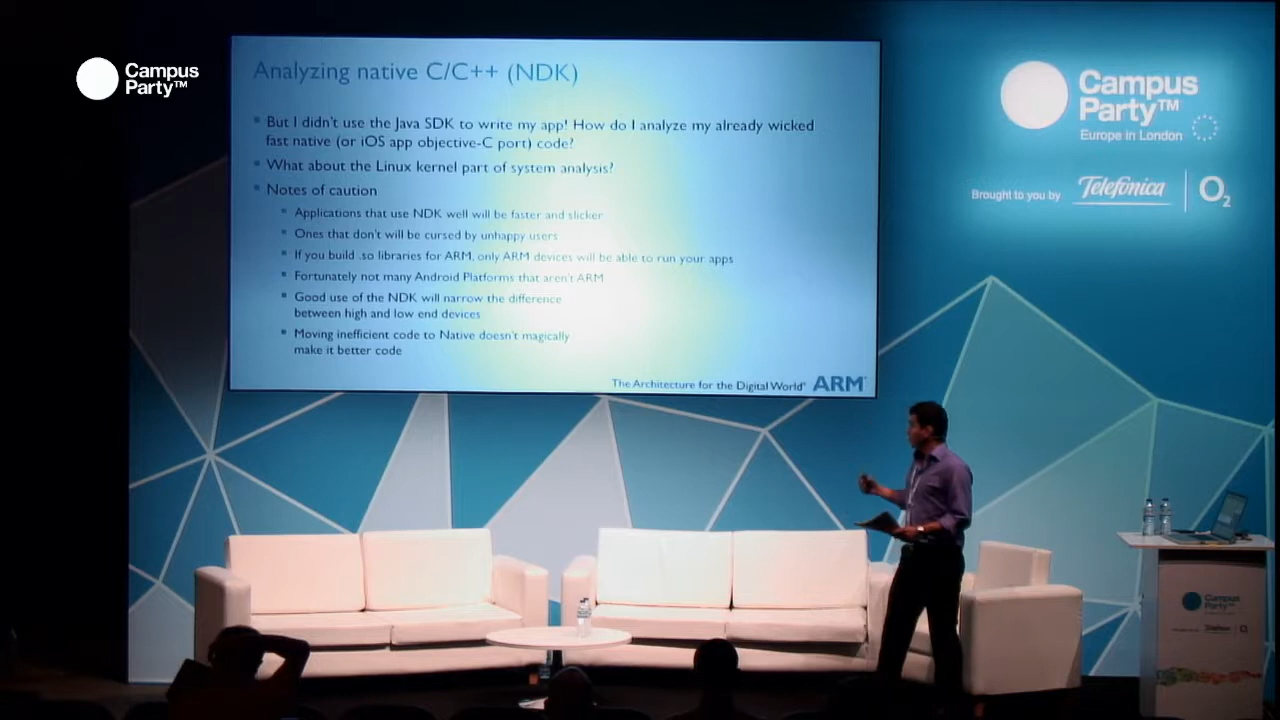 Campus
Party™
Analyzing native C/C++ (NDK)
But I didn't use the Java SDK to write my app! How do I analyze my already wicked
fast native (or iOS app objective-C port) code?
What about the Linux kernel part of system analysis?
Notes of caution
Applications that use NDK well will be faster and slicker
Ones that don't will be cursed by unhappy users
If you build .so libraries for ARM, only ARM devices will be able to run your apps
Fortunately not many Android Platforms that aren't ARM
Good use of the NDK will narrow the difference
between high and low end devices
Moving inefficient code to Native doesn't magically
make it better code
The Architecture for the Digital World® ARM®
Campus
Party™
Europe in London
Brought to you by Telefónica O2
Campus
Party™